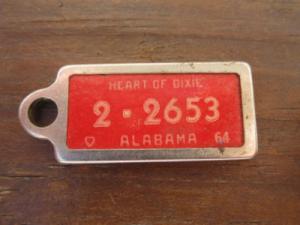 HEART OF DIXIE
2-2653
ALABAMA 64